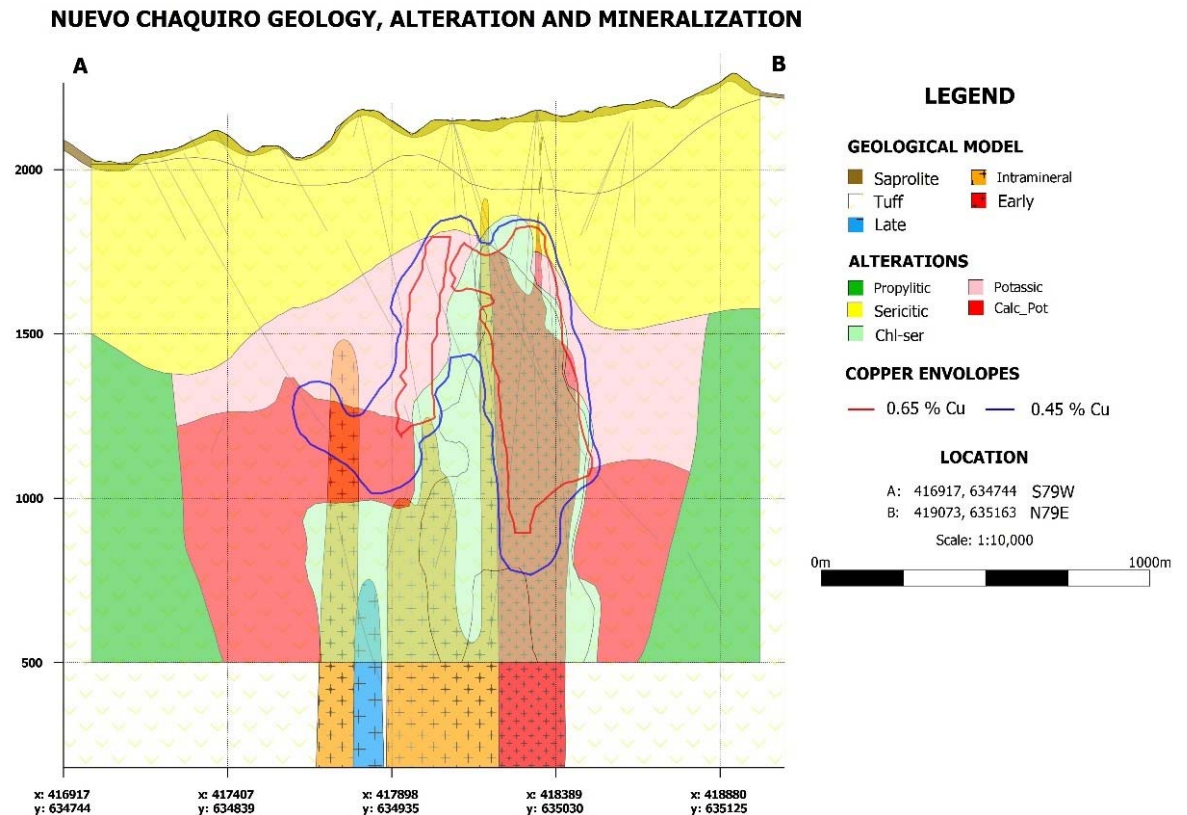 NUEVO CHAQUIRO GEOLOGY, ALTERATION AND MINERALIZATION
A
B
2000
1500
1000
500
x: 416917
y: 634744
x: 417407
y: 634839
x: 417898
y: 634935
x: 418389
y: 635030
x: 418880
y: 635125
LEGEND
GEOLOGICAL MODEL
Saprolite
Intramineral
Tuff
Early
Late
ALTERATIONS
Propylitic
Potassic
Sericitic
Calc_Pot
Chl-ser
COPPER ENVOLOPES
0.65 % Cu
0.45 % Cu
LOCATION
A: 416917, 634744 S79W
B: 419073, 635163 N79E
Scale: 1:10,000
0m
1000m